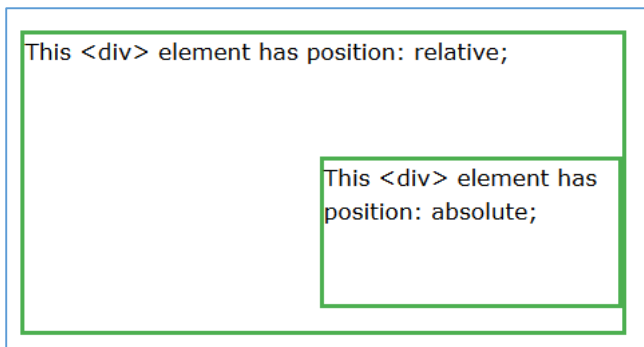 This <div> element has position: relative;
This <div> element has
position: absolute;